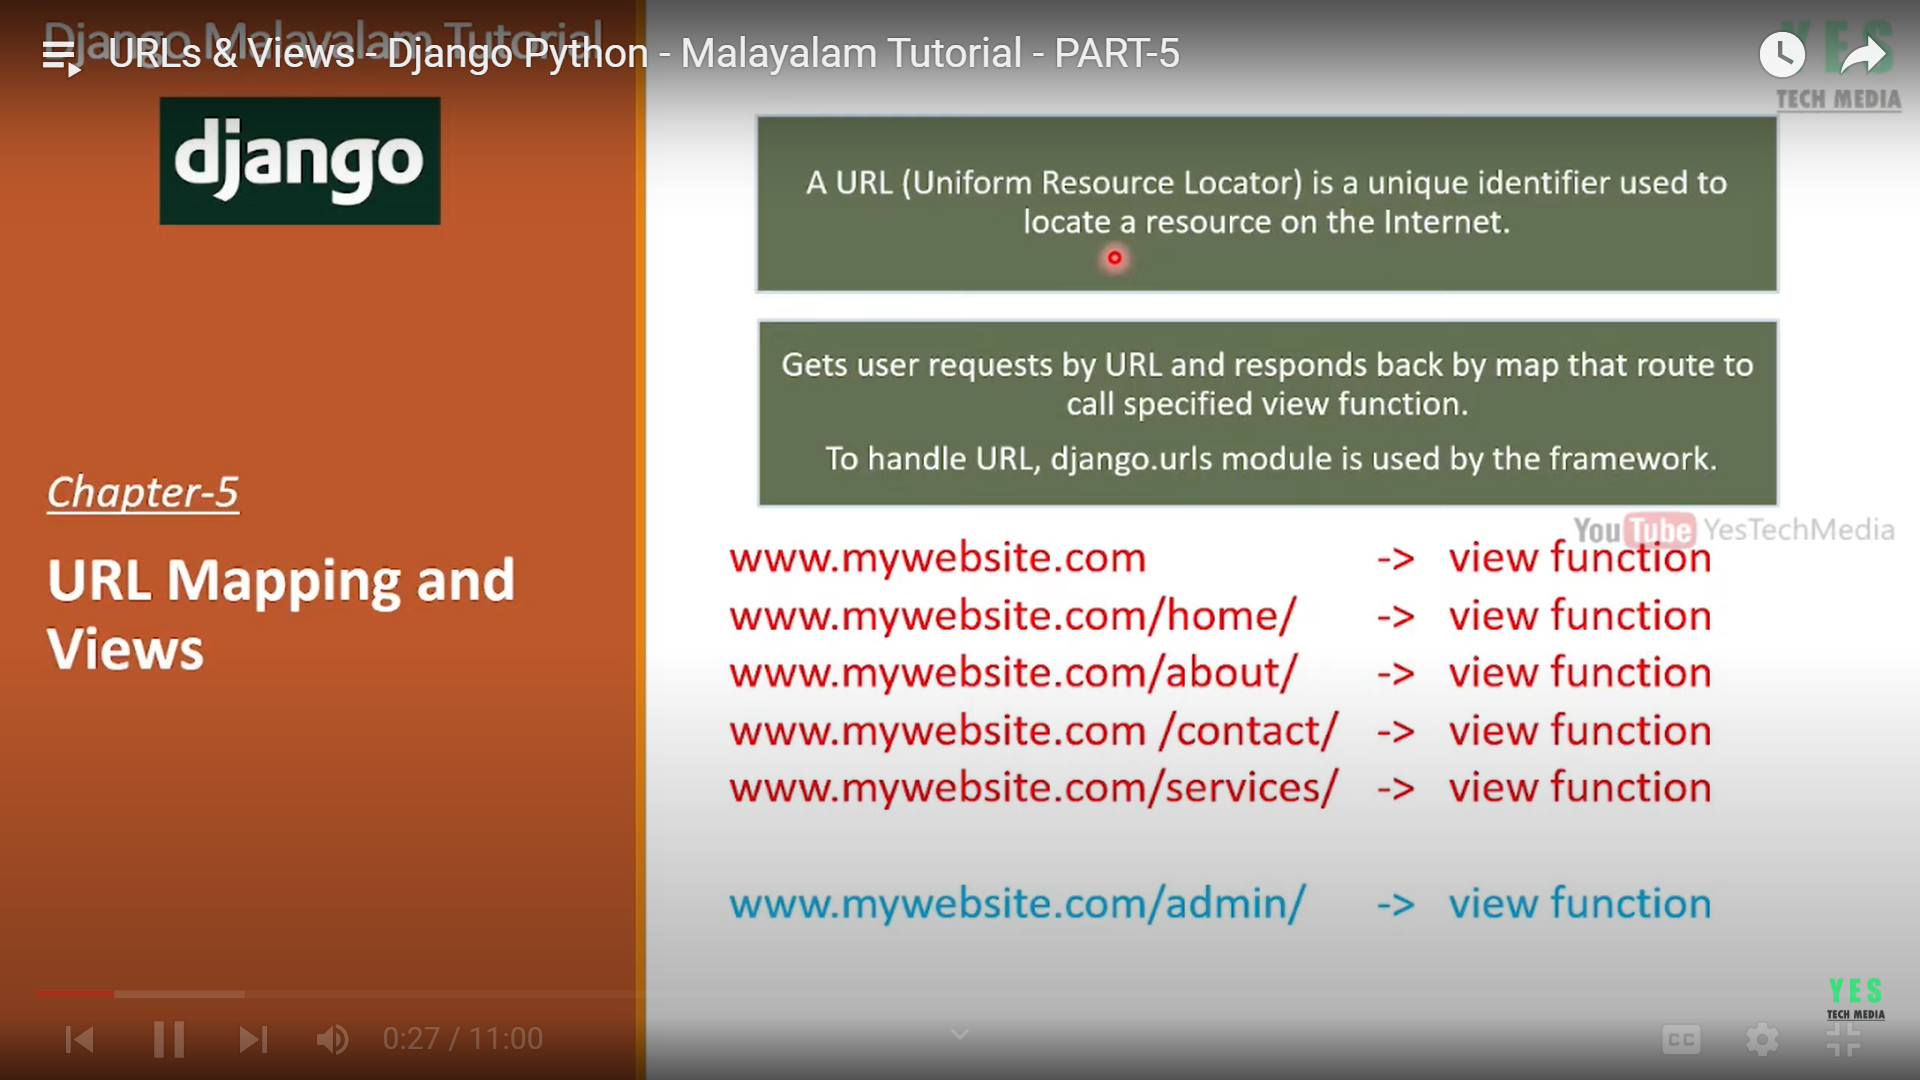 Django Malayalam Tutorial
URLs & Views - Django Python - Malayalam Tutorial - PART-5
YES
TECH MEDIA
django
A URL (Uniform Resource Locator) is a unique identifier used to
locate a resource on the Internet.
Gets user requests by URL and responds back by map that route to
call specified view function.
To handle URL, django.urls module is used by the framework.
Chapter-5
URL Mapping and
Views
YouTube YesTechMedia
www.mywebsite.com -> view function
www.mywebsite.com/home/ -> view function
www.mywebsite.com/about/ -> view function
www.mywebsite.com /contact/ -> view function
www.mywebsite.com/services/ -> view function
www.mywebsite.com/admin/ -> view function
YES
TECH MEDIA
0:27 / 11:00
CC